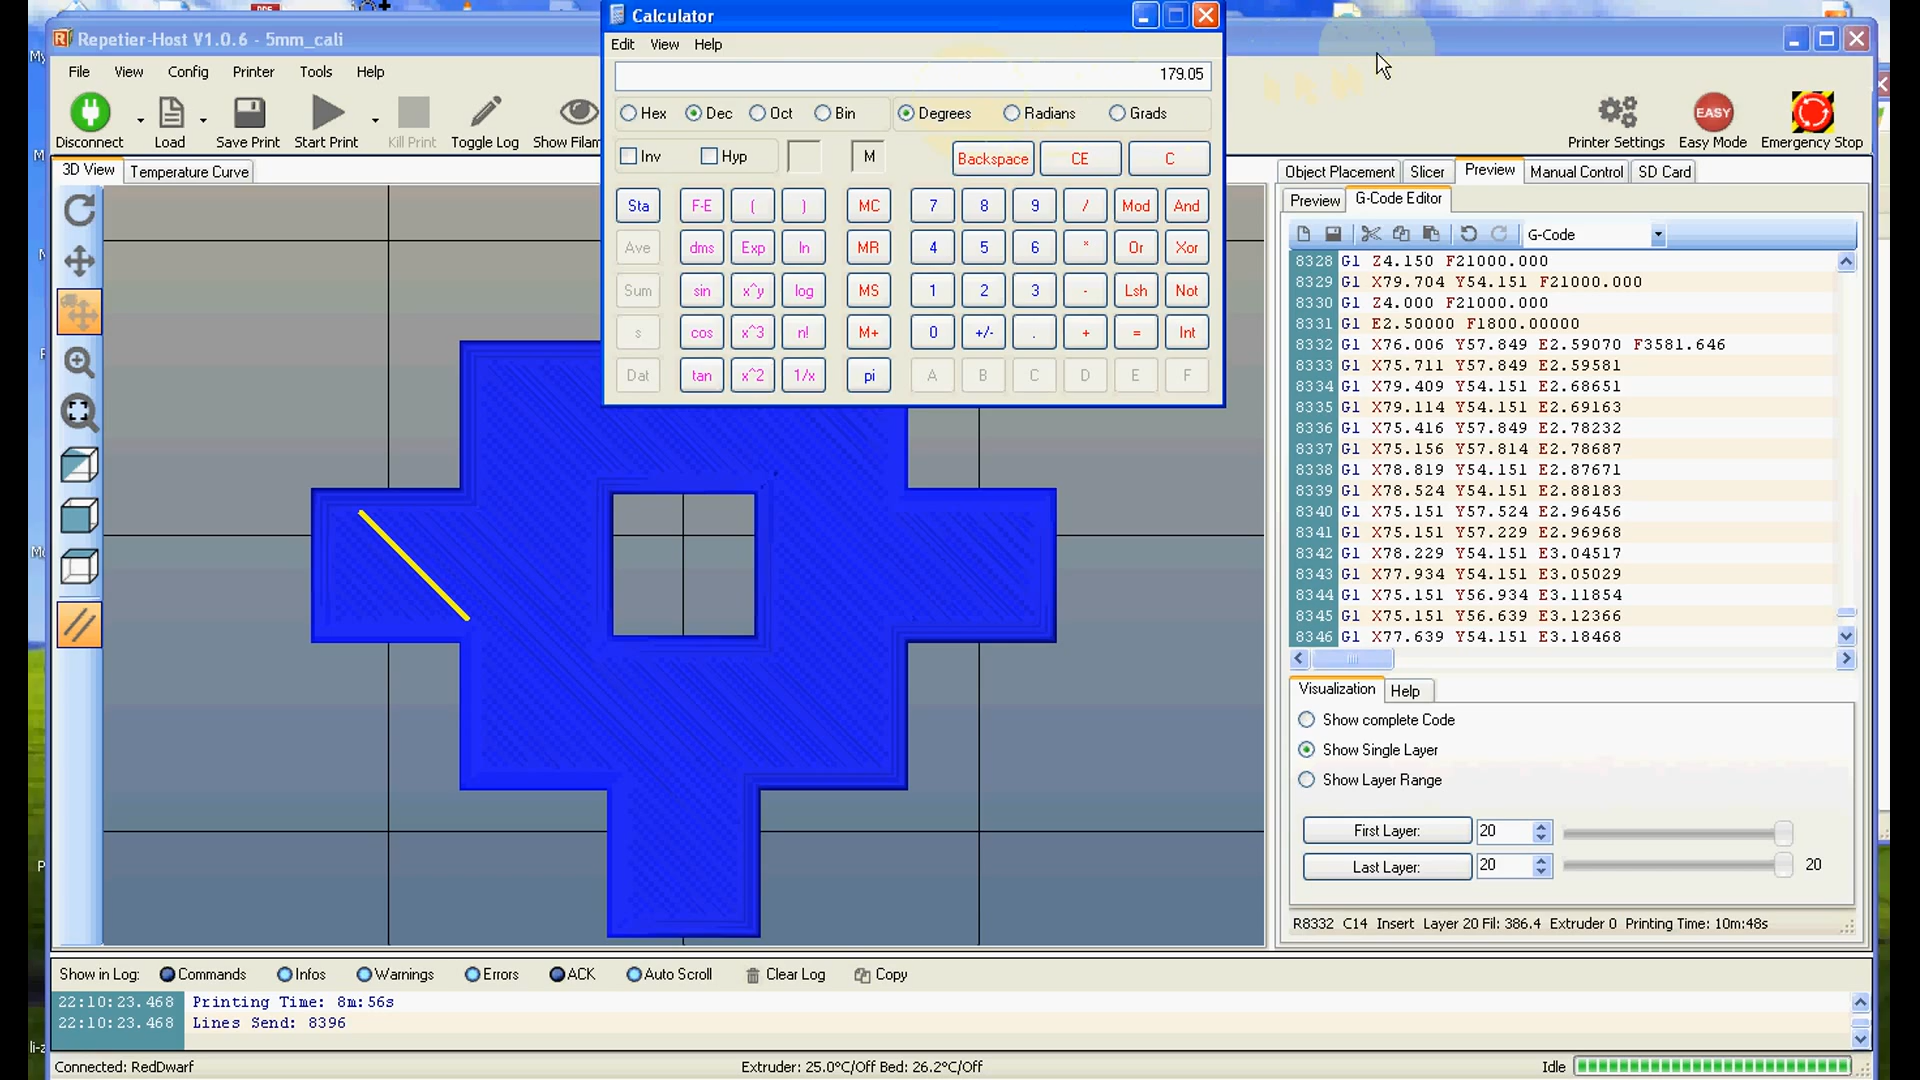 Calculator
Repetier-Host V1.0.6 - 5mm_cali
Edit View Help
179.05
File View Config Printer Tools Help
Hex Dec Oct Bin Degrees Radians Grads
Disconnect Load Save Print Start Print Kill Print Toggle Log Show Filam
Printer Settings EASY Easy Mode Emergency Stop
Inv Hyp M Backspace CE C
3D View Temperature Curve
Object Placement Slicer Preview Manual Control SD Card
Preview G-Code Editor
Sta F-E ( ) MC 7 8 9 / Mod And
Ave dms Exp ln MR 4 5 6 * Or Xor
Sum sin x^y log MS 1 2 3 - Lsh Not
s cos x^3 n! M+ 0 +/- . + = Int
Dat tan x^2 1/x pi A B C D E F
G-Code
8328 G1 Z4.150 F21000.000
8329 G1 X79.704 Y54.151 F21000.000
8330 G1 Z4.000 F21000.000
8331 G1 E2.50000 F1800.00000
8332 G1 X76.006 Y57.849 E2.59070 F3581.646
8333 G1 X75.711 Y57.849 E2.59581
8334 G1 X79.409 Y54.151 E2.68651
8335 G1 X79.114 Y54.151 E2.69163
8336 G1 X75.416 Y57.849 E2.78232
8337 G1 X75.156 Y57.814 E2.78687
8338 G1 X78.819 Y54.151 E2.87671
8339 G1 X78.524 Y54.151 E2.88183
8340 G1 X75.151 Y57.524 E2.96456
8341 G1 X75.151 Y57.229 E2.96968
8342 G1 X78.229 Y54.151 E3.04517
8343 G1 X77.934 Y54.151 E3.05029
8344 G1 X75.151 Y56.934 E3.11854
8345 G1 X75.151 Y56.639 E3.12366
8346 G1 X77.639 Y54.151 E3.18468
Visualization Help
Show complete Code
Show Single Layer
Show Layer Range
First Layer: 20
Last Layer: 20 20
R8332 C14 Insert Layer 20 Fil: 386.4 Extruder 0 Printing Time: 10m:48s
Show in Log: Commands Infos Warnings Errors ACK Auto Scroll Clear Log Copy
22:10:23.468 Printing Time: 8m:56s
22:10:23.468 Lines Send: 8396
Connected: RedDwarf Extruder: 25.0°C/Off Bed: 26.2°C/Off Idle